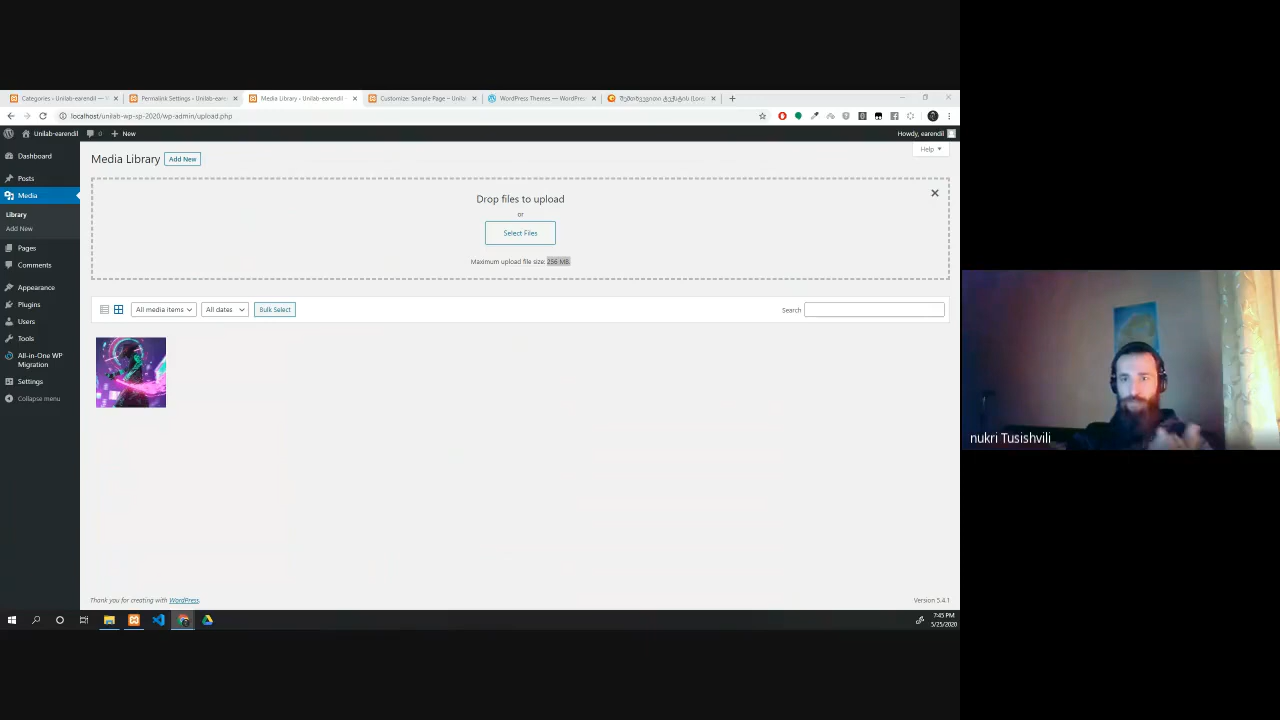 Categories ‹ Unilab-earendil —
Permalink Settings ‹ Unilab-earen
Media Library ‹ Unilab-earendil
Customize: Sample Page – Unila
WordPress Themes — WordPress
localhost/unilab-wp-sp-2020/wp-admin/upload.php
Unilab-earendil
0
New
Howdy, earendil
Help
Dashboard
Posts
Media
Library
Add New
Pages
Comments
Appearance
Plugins
Users
Tools
All-in-One WP
Migration
Settings
Collapse menu
Media Library
Add New
Drop files to upload
or
Select Files
Maximum upload file size: 256 MB.
All media items
All dates
Bulk Select
Search
nukri Tusishvili
Thank you for creating with WordPress.
Version 5.4.1
7:45 PM
5/25/2020